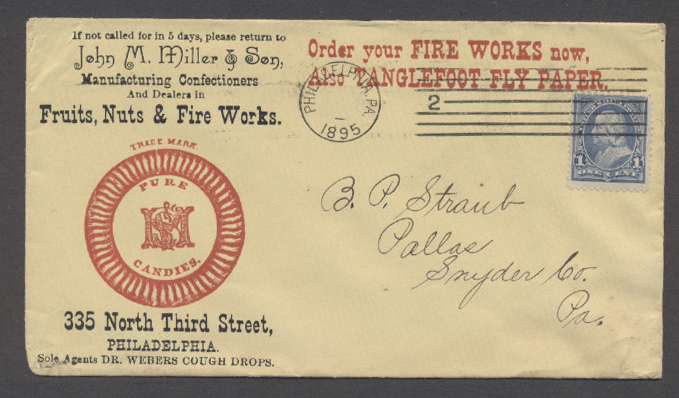 If not called for in 5 days, please return to
John M. Miller & Son,
Manufacturing Confectioners
And Dealers in
Fruits, Nuts & Fire Works.
TRADE MARK.
PURE
M
CANDIES.
335 North Third Street,
PHILADELPHIA.
Sole Agents DR. WEBERS COUGH DROPS.
Order your FIRE WORKS now,
Also TANGLEFOOT FLY PAPER.
PHILADELPHIA, PA.
1895
2
1 1
ONE CENT
B. P. Straub
Pallas
Snyder Co.
Pa.